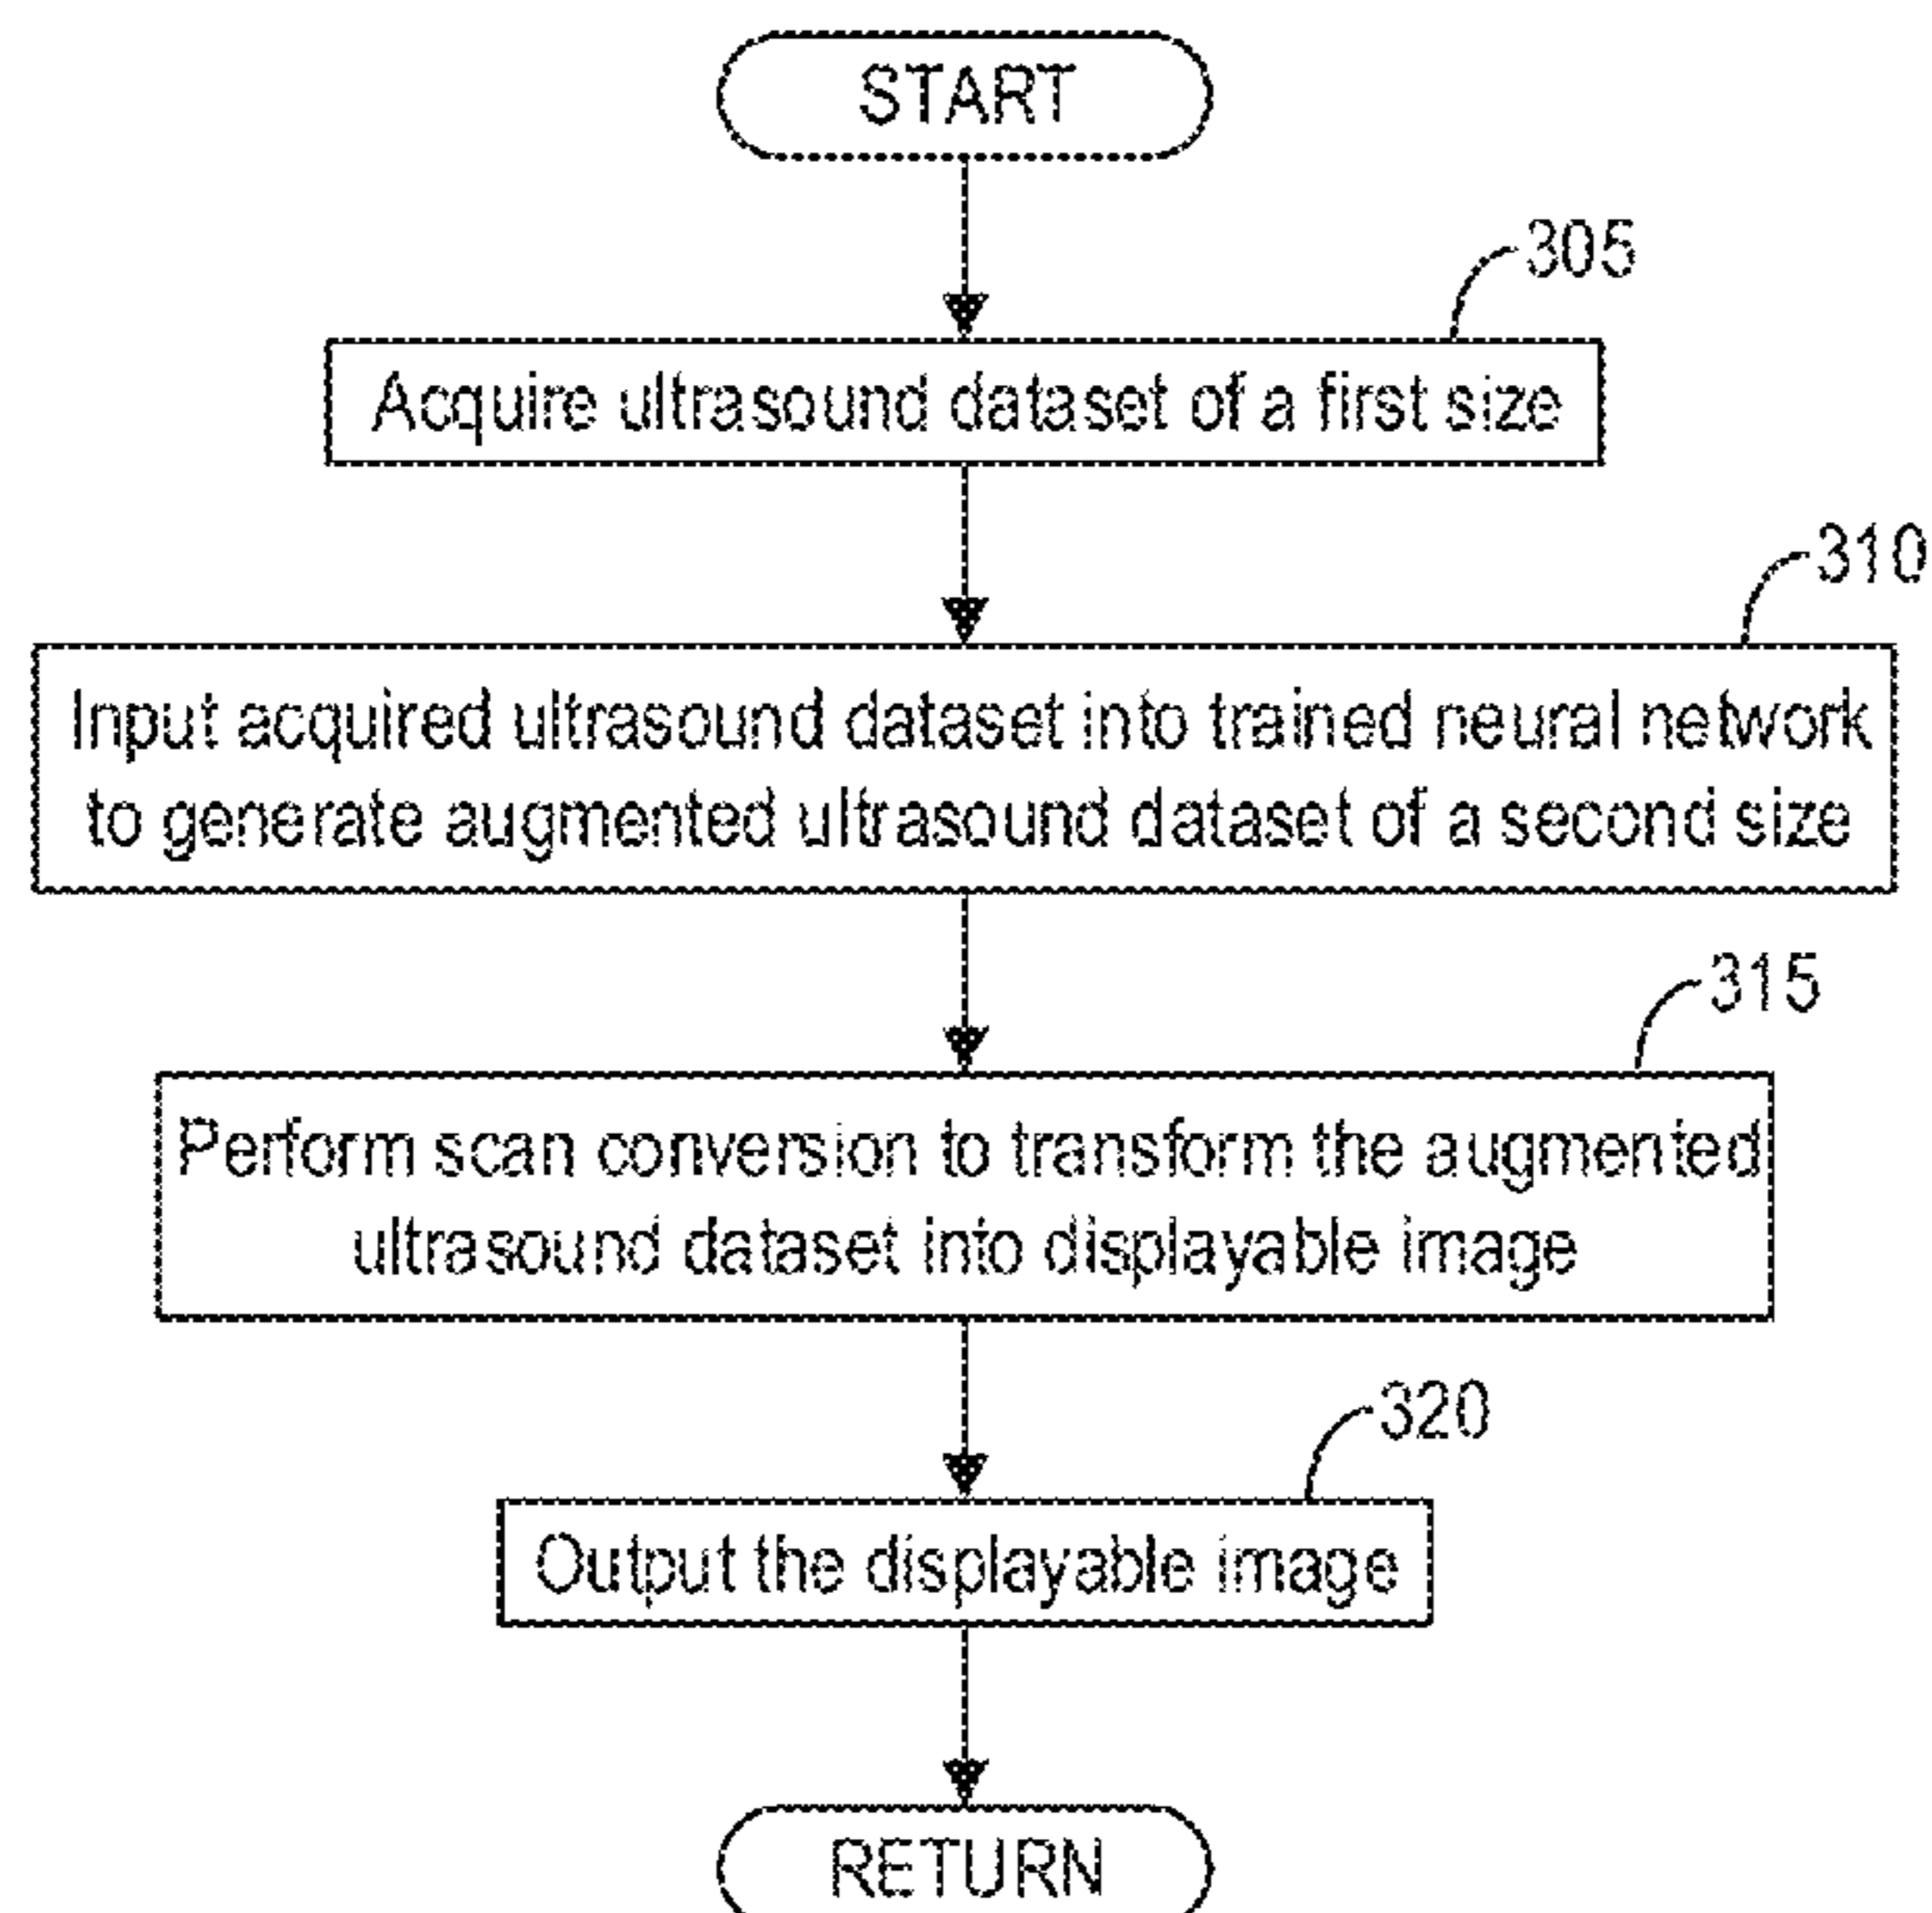 START
305
Acquire ultrasound dataset of a first size
310
Input acquired ultrasound dataset into trained neural network
to generate augmented ultrasound dataset of a second size
315
Perform scan conversion to transform the augmented
ultrasound dataset into displayable image
320
Output the displayable image
RETURN